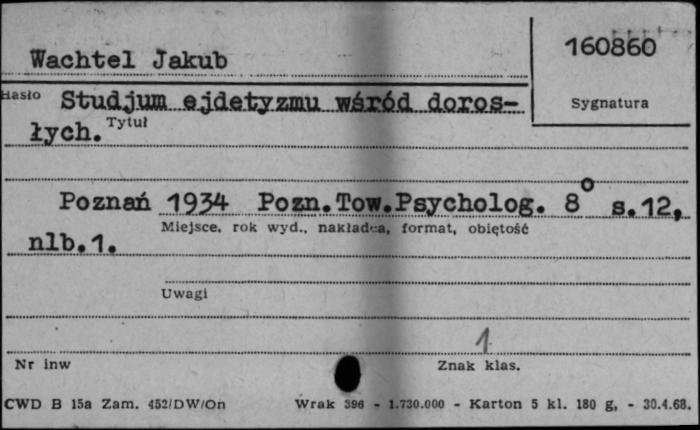 Wachtel Jakub
160860
Hasło Studjum ejdetyzmu wśród doros-
Sygnatura
łych. Tytuł
Poznań 1934 Pozn.Tow.Psycholog. 8° s.12,
Miejsce, rok wyd., nakładca, format, objętość
nlb.1.
Uwagi
1
Nr inw Znak klas.
CWD B 15a Zam. 452/DW/On Wrak 396 - 1.730.000 - Karton 5 kl. 180 g, - 30.4.68.